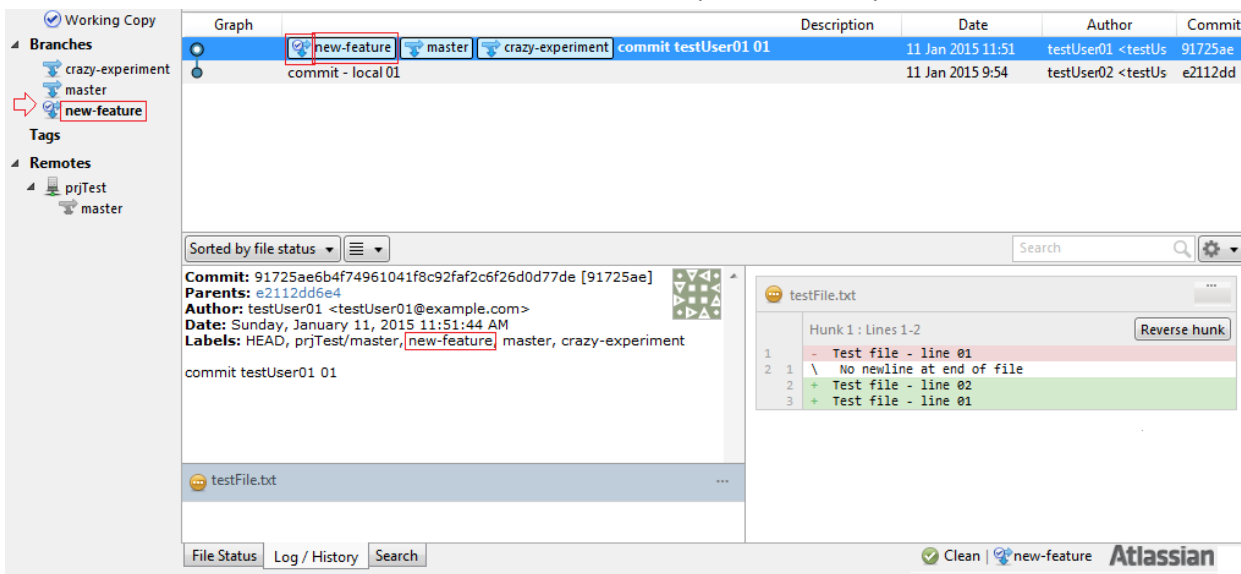 Working Copy
Branches
crazy-experiment
master
new-feature
Tags
Remotes
prjTest
master
Graph Description Date Author Commit
new-feature master crazy-experiment commit testUser01 01 11 Jan 2015 11:51 testUser01 <testUs 91725ae
commit - local 01 11 Jan 2015 9:54 testUser02 <testUs e2112dd
Sorted by file status Search
Commit: 91725ae6b4f74961041f8c92faf2c6f26d0d77de [91725ae]
Parents: e2112dd6e4
Author: testUser01 <testUser01@example.com>
Date: Sunday, January 11, 2015 11:51:44 AM
Labels: HEAD, prjTest/master, new-feature, master, crazy-experiment
commit testUser01 01
testFile.txt ...
testFile.txt ...
Hunk 1 : Lines 1-2 Reverse hunk
1 - Test file - line 01
2 1 \ No newline at end of file
2 + Test file - line 02
3 + Test file - line 01
File Status Log / History Search Clean | new-feature Atlassian